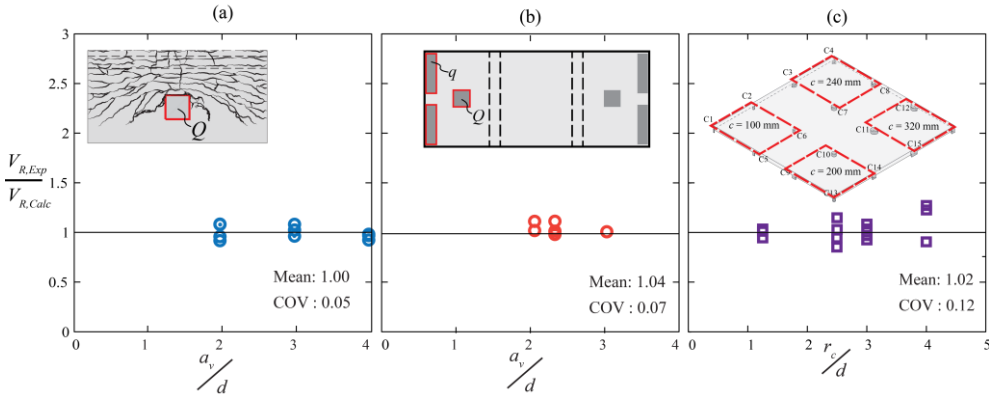 (a)
(b)
(c)
V_{R,Exp}
V_{R,Calc}
3
2.5
2
1.5
1
0.5
0
Q
Mean: 1.00
COV : 0.05
0
1
2
3
4
a_v/d
q
Q
Mean: 1.04
COV : 0.07
0
1
2
3
4
a_v/d
C4
C3
c = 240 mm
C8
C2
C7
C12
C1
c = 100 mm
C11
c = 320 mm
C6
C5
C10
C15
c = 200 mm
C9
C14
C13
Mean: 1.02
COV : 0.12
0
1
2
3
4
5
r_c/d